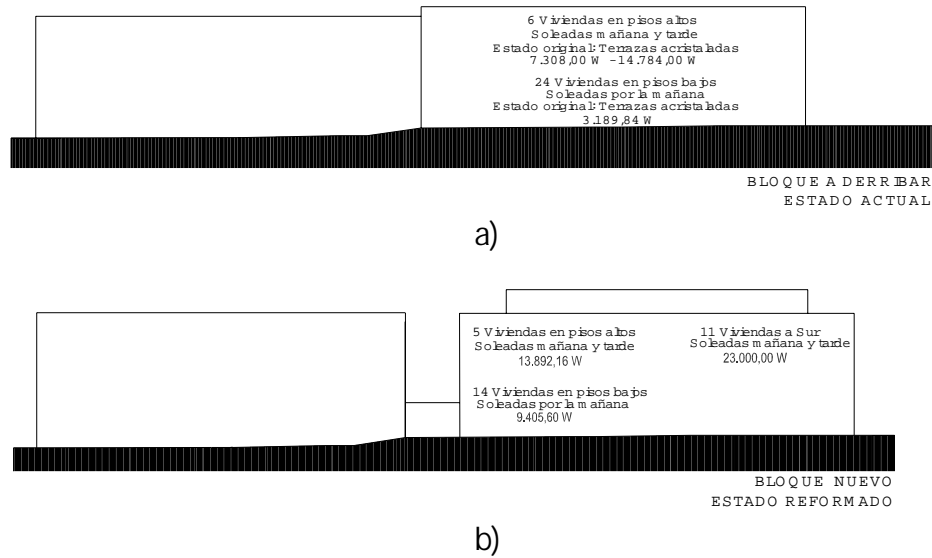 6 Viviendas en pisos altos
Soleadas mañana y tarde
Estado original: Terrazas acristaladas
7.308,00 W -14.784,00 W
24 Viviendas en pisos bajos
Soleadas por la mañana
Estado original: Terrazas acristaladas
3.189,84 W
BLOQUE A DERRIBAR
ESTADO ACTUAL
a)
5 Viviendas en pisos altos
Soleadas mañana y tarde
13.892,16 W
11 Viviendas a Sur
Soleadas mañana y tarde
23.000,00 W
14 Viviendas en pisos bajos
Soleadas por la mañana
9.405,60 W
BLOQUE NUEVO
ESTADO REFORMADO
b)